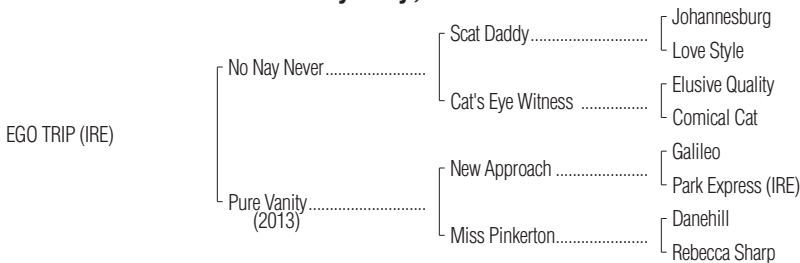 Johannesburg
Scat Daddy
Love Style
No Nay Never
Elusive Quality
Cat's Eye Witness
Comical Cat
EGO TRIP (IRE)
Galileo
New Approach
Park Express (IRE)
Pure Vanity
(2013)
Danehill
Miss Pinkerton
Rebecca Sharp